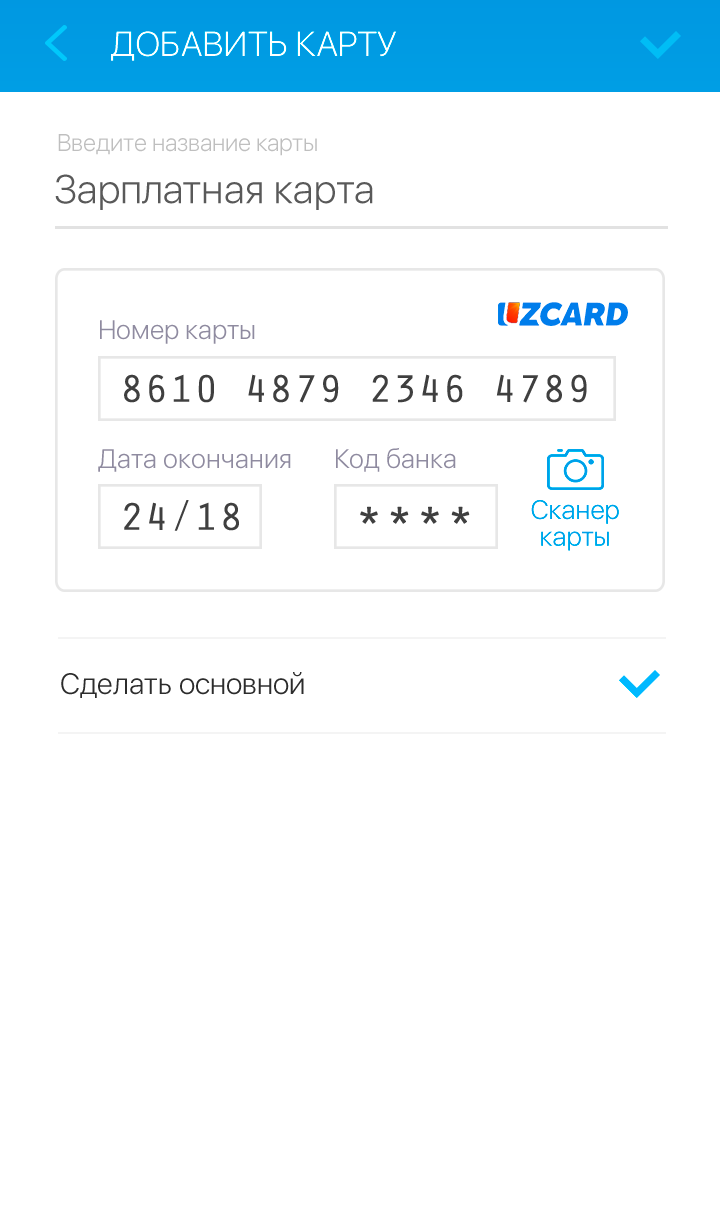 ДОБАВИТЬ КАРТУ
Введите название карты
Зарплатная карта
UZCARD
Номер карты
8610 4879 2346 4789
Дата окончания
Код банка
24/18
****
Сканер
карты
Сделать основной